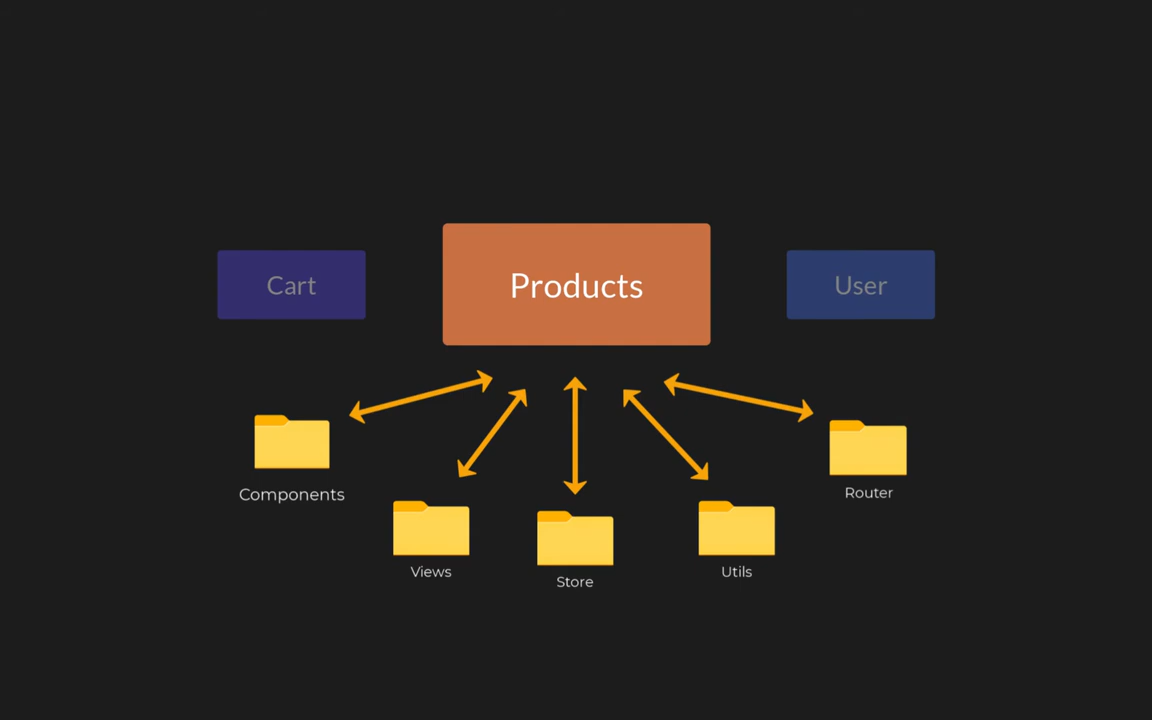 Cart
Products
User
Components
Views
Store
Utils
Router